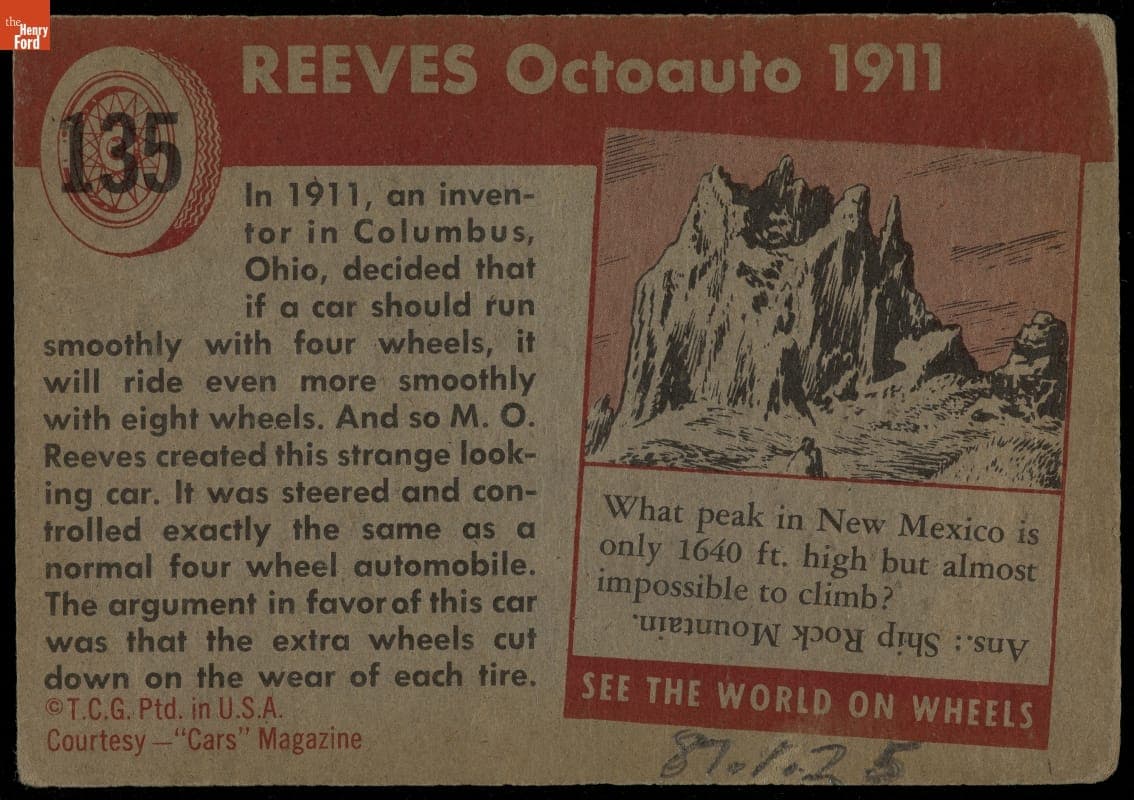 the
Henry
Ford
REEVES Octoauto 1911
135
In 1911, an inven-
tor in Columbus,
Ohio, decided that
if a car should run
smoothly with four wheels, it
will ride even more smoothly
with eight wheels. And so M. O.
Reeves created this strange look-
ing car. It was steered and con-
trolled exactly the same as a
normal four wheel automobile.
The argument in favor of this car
was that the extra wheels cut
down on the wear of each tire.
©T.C.G. Ptd. in U.S.A.
Courtesy —"Cars" Magazine
What peak in New Mexico is
only 1640 ft. high but almost
impossible to climb?
Ans.: Ship Rock Mountain.
SEE THE WORLD ON WHEELS
87.1.25